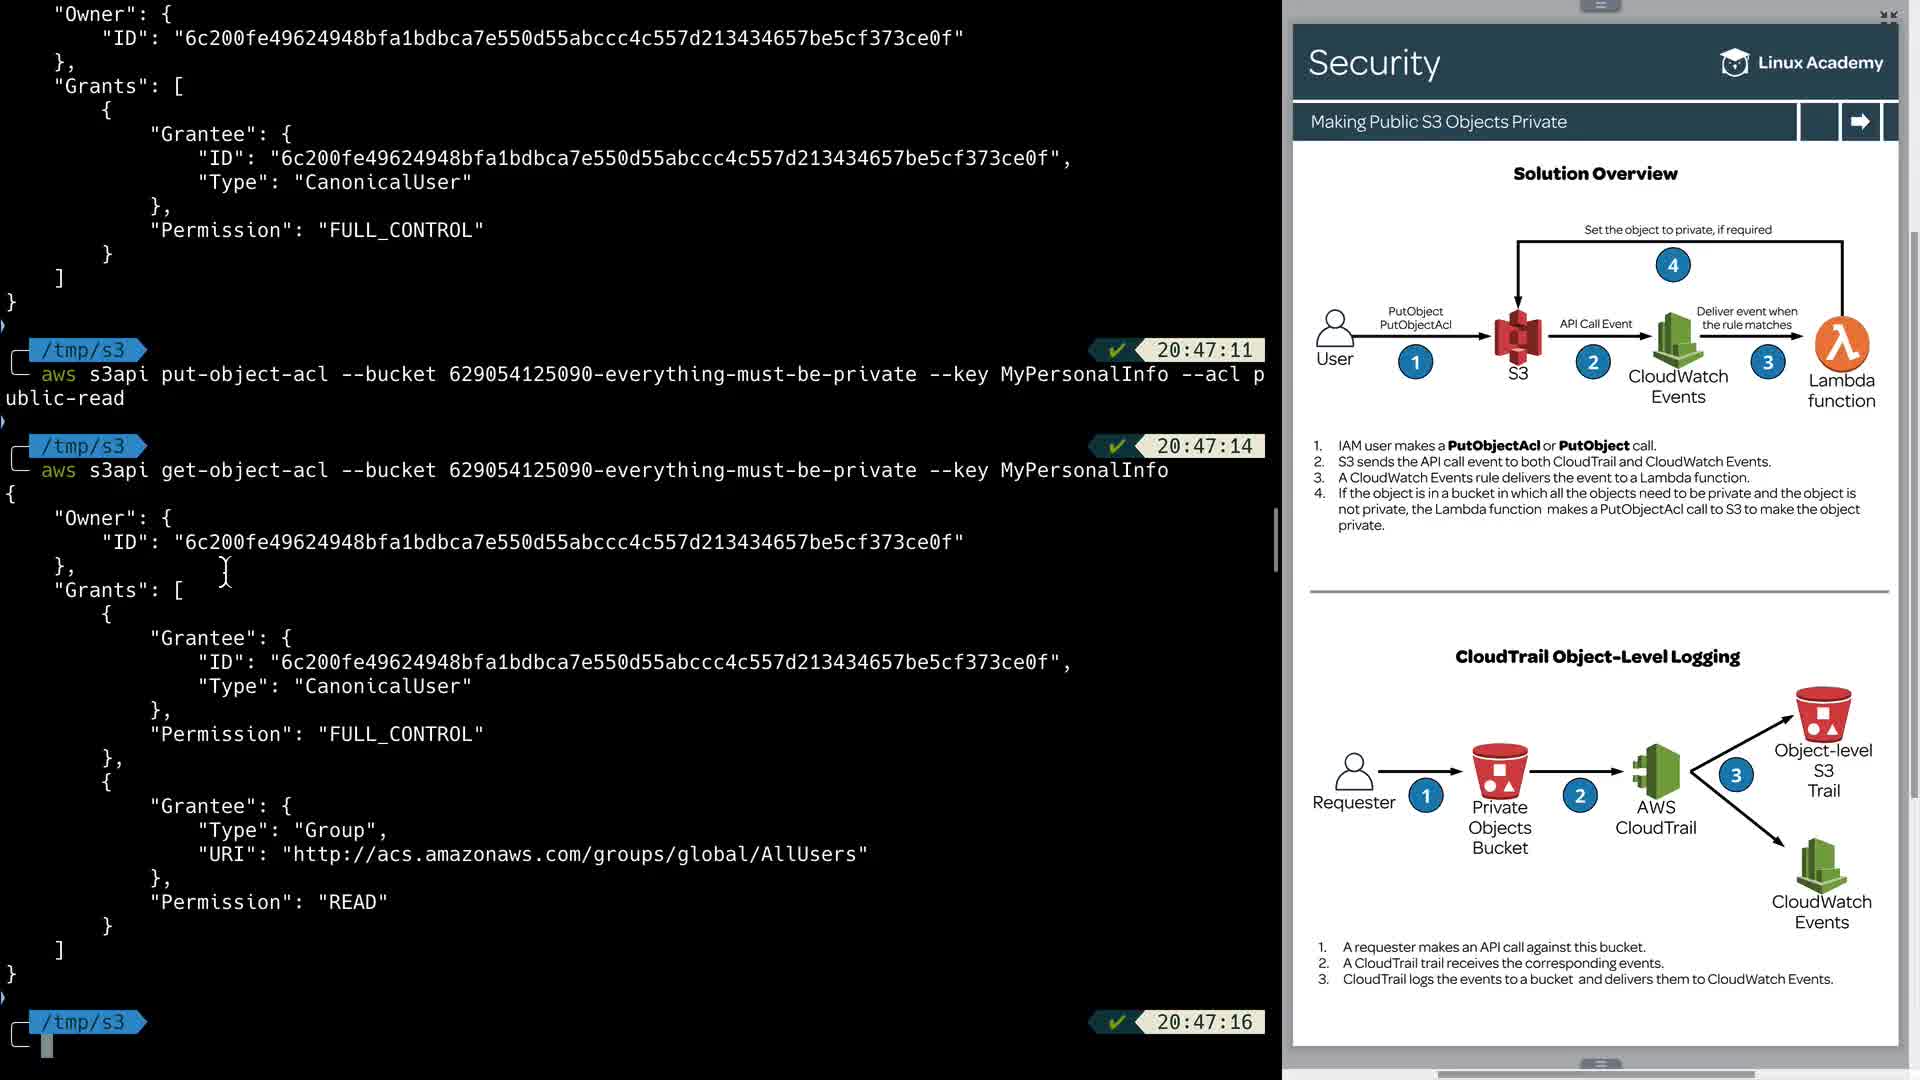 "Owner": {
"ID": "6c200fe49624948bfa1bdbca7e550d55abccc4c557d213434657be5cf373ce0f"
},
"Grants": [
{
"Grantee": {
"ID": "6c200fe49624948bfa1bdbca7e550d55abccc4c557d213434657be5cf373ce0f",
"Type": "CanonicalUser"
},
"Permission": "FULL_CONTROL"
}
]
}
/tmp/s3 ✔ 20:47:11
aws s3api put-object-acl --bucket 629054125090-everything-must-be-private --key MyPersonalInfo --acl p
ublic-read
/tmp/s3 ✔ 20:47:14
aws s3api get-object-acl --bucket 629054125090-everything-must-be-private --key MyPersonalInfo
{
"Owner": {
"ID": "6c200fe49624948bfa1bdbca7e550d55abccc4c557d213434657be5cf373ce0f"
},
"Grants": [
{
"Grantee": {
"ID": "6c200fe49624948bfa1bdbca7e550d55abccc4c557d213434657be5cf373ce0f",
"Type": "CanonicalUser"
},
"Permission": "FULL_CONTROL"
},
{
"Grantee": {
"Type": "Group",
"URI": "http://acs.amazonaws.com/groups/global/AllUsers"
},
"Permission": "READ"
}
]
}
/tmp/s3 ✔ 20:47:16
Security
Linux Academy
Making Public S3 Objects Private
Solution Overview
Set the object to private, if required
4
PutObject
PutObjectAcl
API Call Event
Deliver event when
the rule matches
1
2
3
User
S3
CloudWatch
Events
Lambda
function
1. IAM user makes a PutObjectAcl or PutObject call.
2. S3 sends the API call event to both CloudTrail and CloudWatch Events.
3. A CloudWatch Events rule delivers the event to a Lambda function.
4. If the object is in a bucket in which all the objects need to be private and the object is
not private, the Lambda function makes a PutObjectAcl call to S3 to make the object
private.
CloudTrail Object-Level Logging
Requester
1
Private
Objects
Bucket
2
AWS
CloudTrail
3
Object-level
S3
Trail
CloudWatch
Events
1. A requester makes an API call against this bucket.
2. A CloudTrail trail receives the corresponding events.
3. CloudTrail logs the events to a bucket and delivers them to CloudWatch Events.